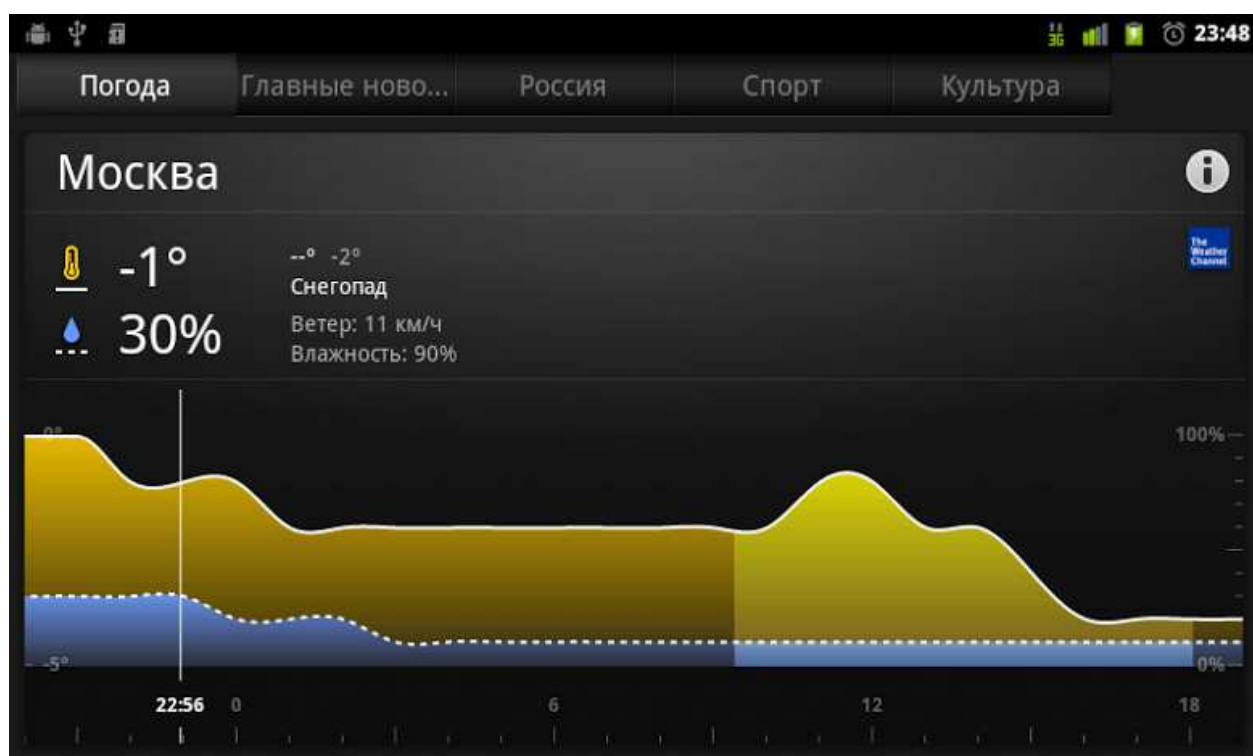 3G 23:48
Погода Главные ново... Россия Спорт Культура
Москва
The
Weather
Channel
-1° --° -2°
Снегопад
30% Ветер: 11 км/ч
Влажность: 90%
0° 100%
-5° 0%
22:56 0 6 12 18